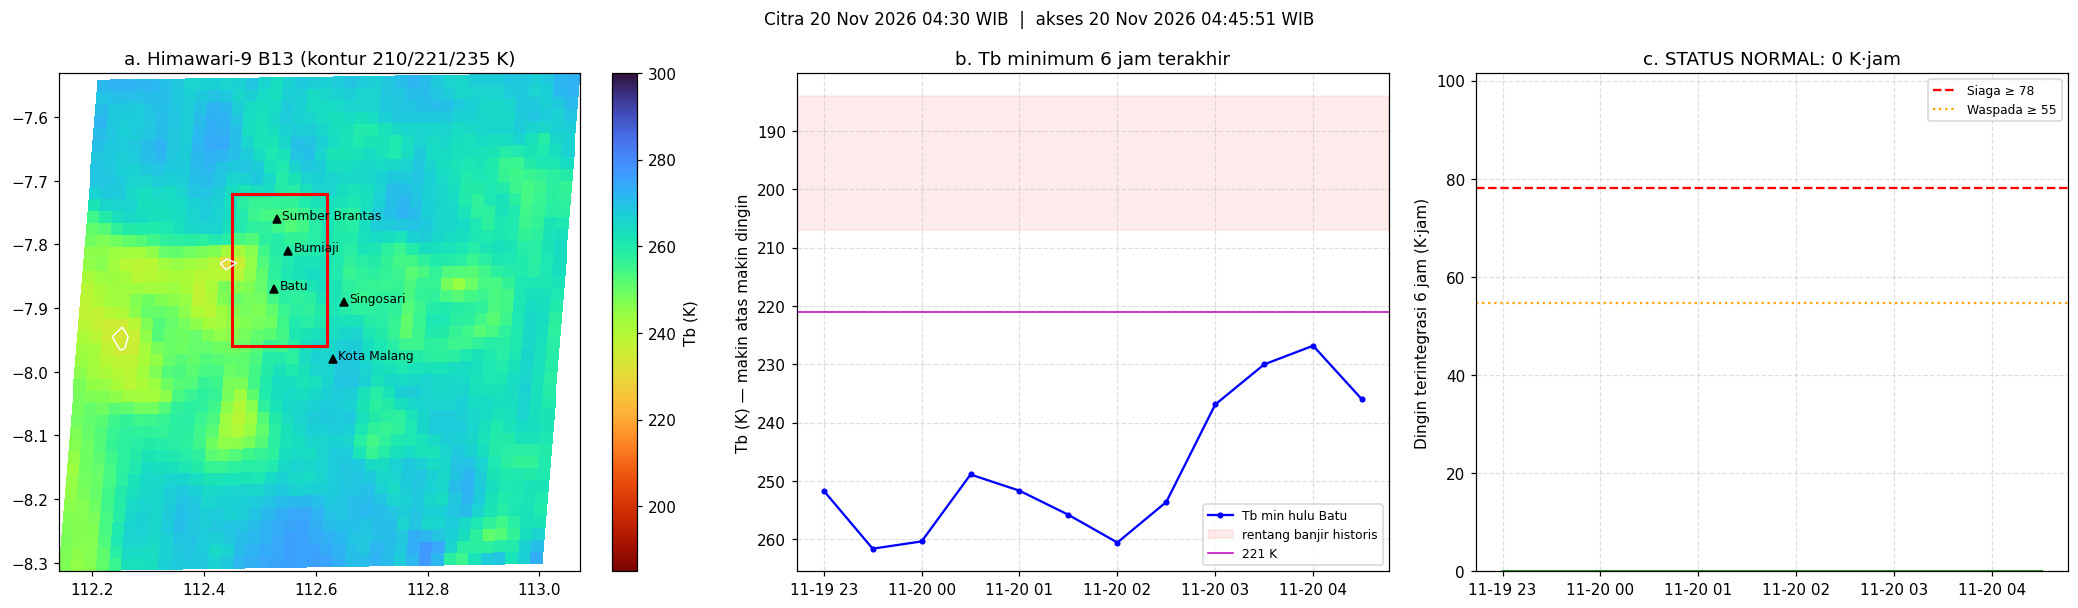 Citra 20 Nov 2026 04:30 WIB | akses 20 Nov 2026 04:45:51 WIB
a. Himawari-9 B13 (kontur 210/221/235 K)
−7.6
−7.7
−7.8
−7.9
−8.0
−8.1
−8.2
−8.3
112.2
112.4
112.6
112.8
113.0
Sumber Brantas
Bumiaji
Batu
Singosari
Kota Malang
300
280
260
240
220
200
Tb (K)
b. Tb minimum 6 jam terakhir
Tb (K) — makin atas makin dingin
190
200
210
220
230
240
250
260
11-19 23
11-20 00
11-20 01
11-20 02
11-20 03
11-20 04
Tb min hulu Batu
rentang banjir historis
221 K
c. STATUS NORMAL: 0 K·jam
Dingin terintegrasi 6 jam (K·jam)
100
80
60
40
20
0
11-19 23
11-20 00
11-20 01
11-20 02
11-20 03
11-20 04
Siaga ≥ 78
Waspada ≥ 55